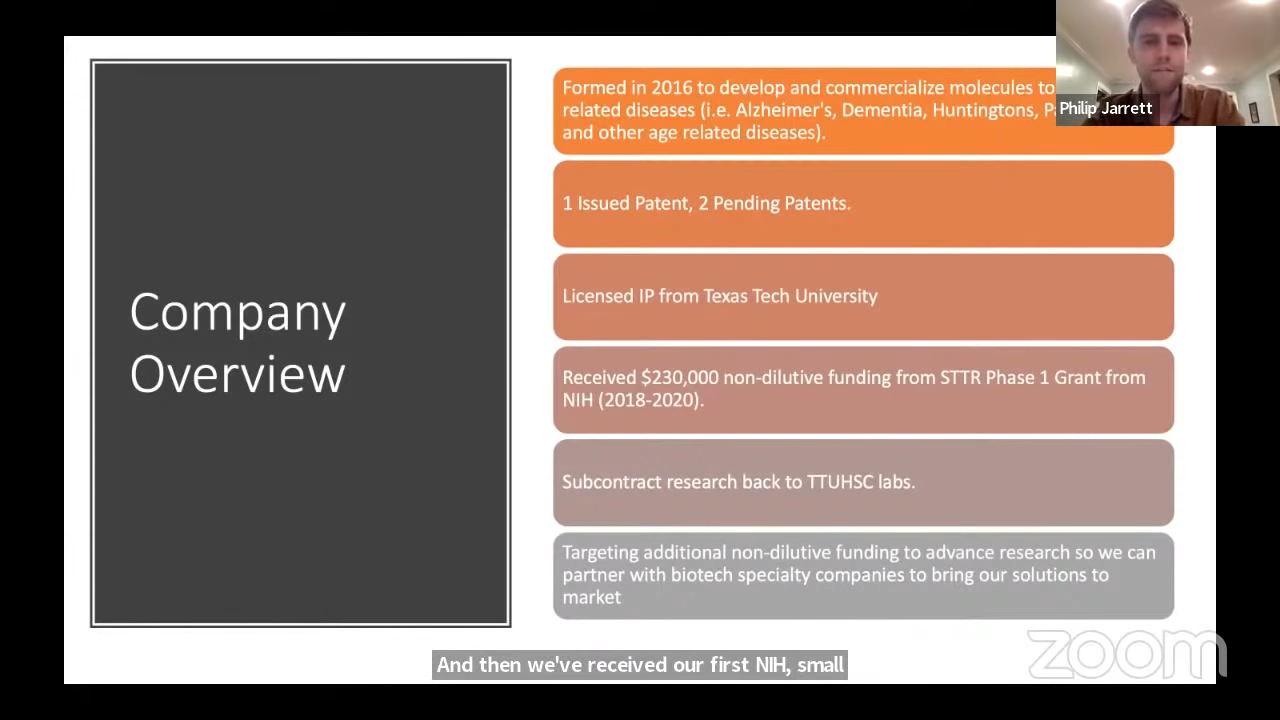 Company
Overview
Formed in 2016 to develop and commercialize molecules to
related diseases (i.e. Alzheimer's, Dementia, Huntingtons,
and other age related diseases).
1 Issued Patent, 2 Pending Patents.
Licensed IP from Texas Tech University
Received $230,000 non-dilutive funding from STTR Phase 1 Grant from
NIH (2018-2020).
Subcontract research back to TTUHSC labs.
Targeting additional non-dilutive funding to advance research so we can
partner with biotech specialty companies to bring our solutions to
market
Philip Jarrett
And then we've received our first NIH, small
zoom